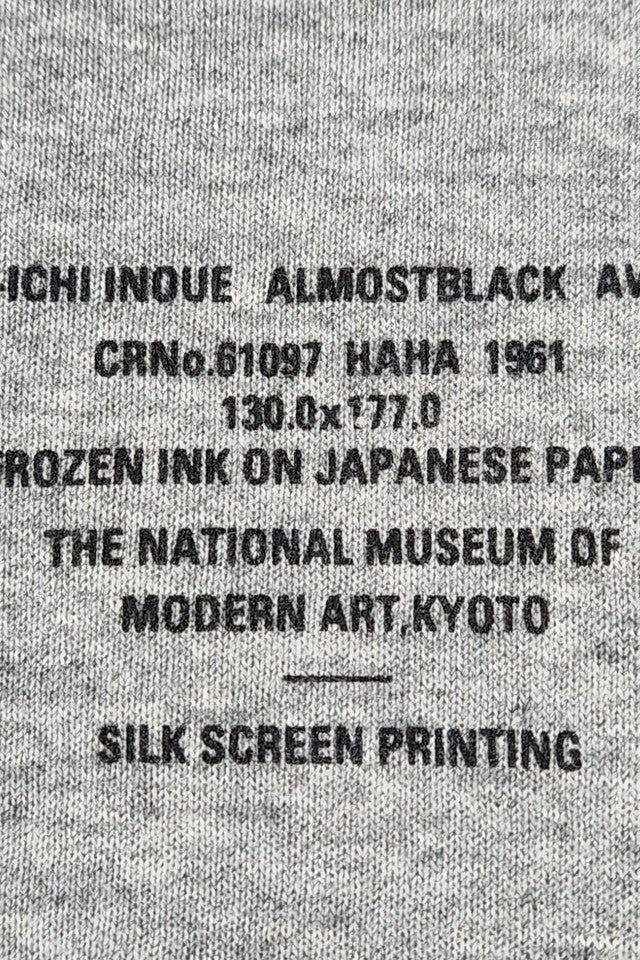 -ICHI INOUE ALMOSTBLACK AW
CRNo.61097 HAHA 1961
130.0x177.0
FROZEN INK ON JAPANESE PAP
THE NATIONAL MUSEUM OF
MODERN ART,KYOTO
SILK SCREEN PRINTING